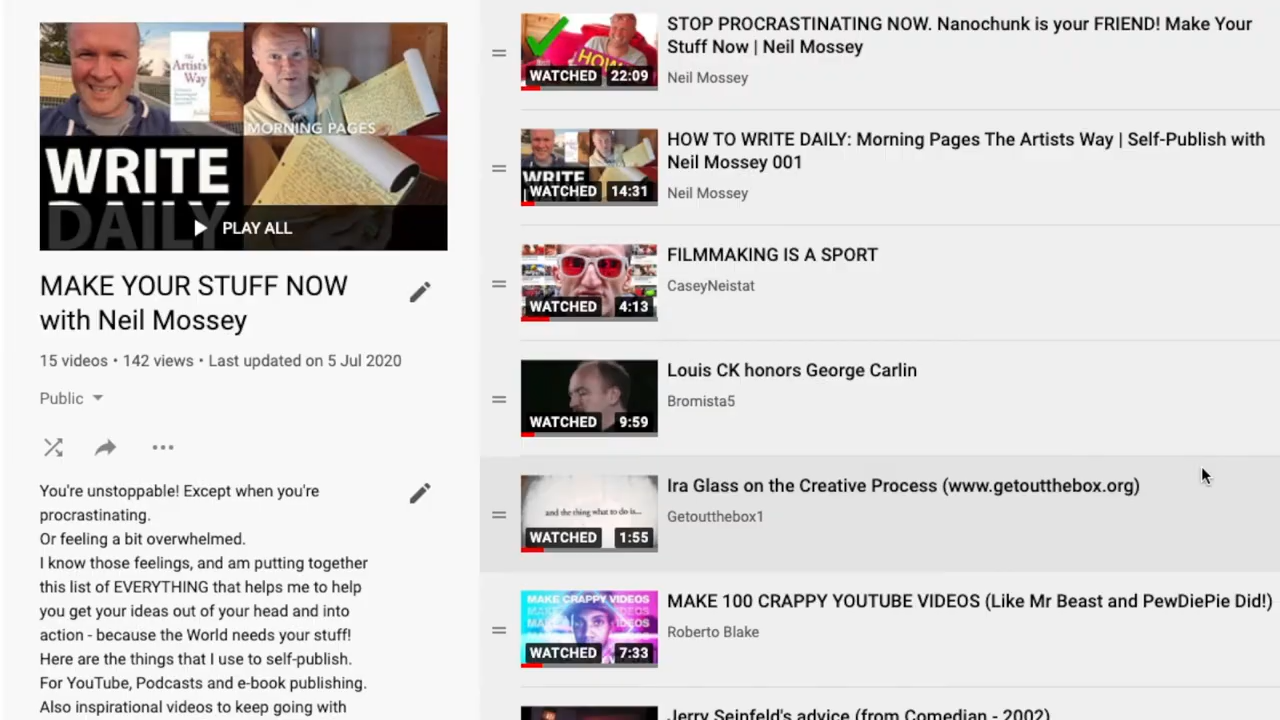 The
Artist's
Way
MORNING PAGES
WRITE
DAILY
PLAY ALL
MAKE YOUR STUFF NOW
with Neil Mossey
15 videos • 142 views • Last updated on 5 Jul 2020
Public
You're unstoppable! Except when you're
procrastinating.
Or feeling a bit overwhelmed.
I know those feelings, and am putting together
this list of EVERYTHING that helps me to help
you get your ideas out of your head and into
action - because the World needs your stuff!
Here are the things that I use to self-publish.
For YouTube, Podcasts and e-book publishing.
Also inspirational videos to keep going with
HOW
WATCHED 22:09
STOP PROCRASTINATING NOW. Nanochunk is your FRIEND! Make Your
Stuff Now | Neil Mossey
Neil Mossey
WRITE
WATCHED 14:31
HOW TO WRITE DAILY: Morning Pages The Artists Way | Self-Publish with
Neil Mossey 001
Neil Mossey
WATCHED 4:13
FILMMAKING IS A SPORT
CaseyNeistat
WATCHED 9:59
Louis CK honors George Carlin
Bromista5
and the thing what to do is...
WATCHED 1:55
Ira Glass on the Creative Process (www.getoutthebox.org)
Getoutthebox1
MAKE CRAPPY VIDEOS
WATCHED 7:33
MAKE 100 CRAPPY YOUTUBE VIDEOS (Like Mr Beast and PewDiePie Did!)
Roberto Blake
Jerry Seinfeld's advice (from Comedian - 2002)